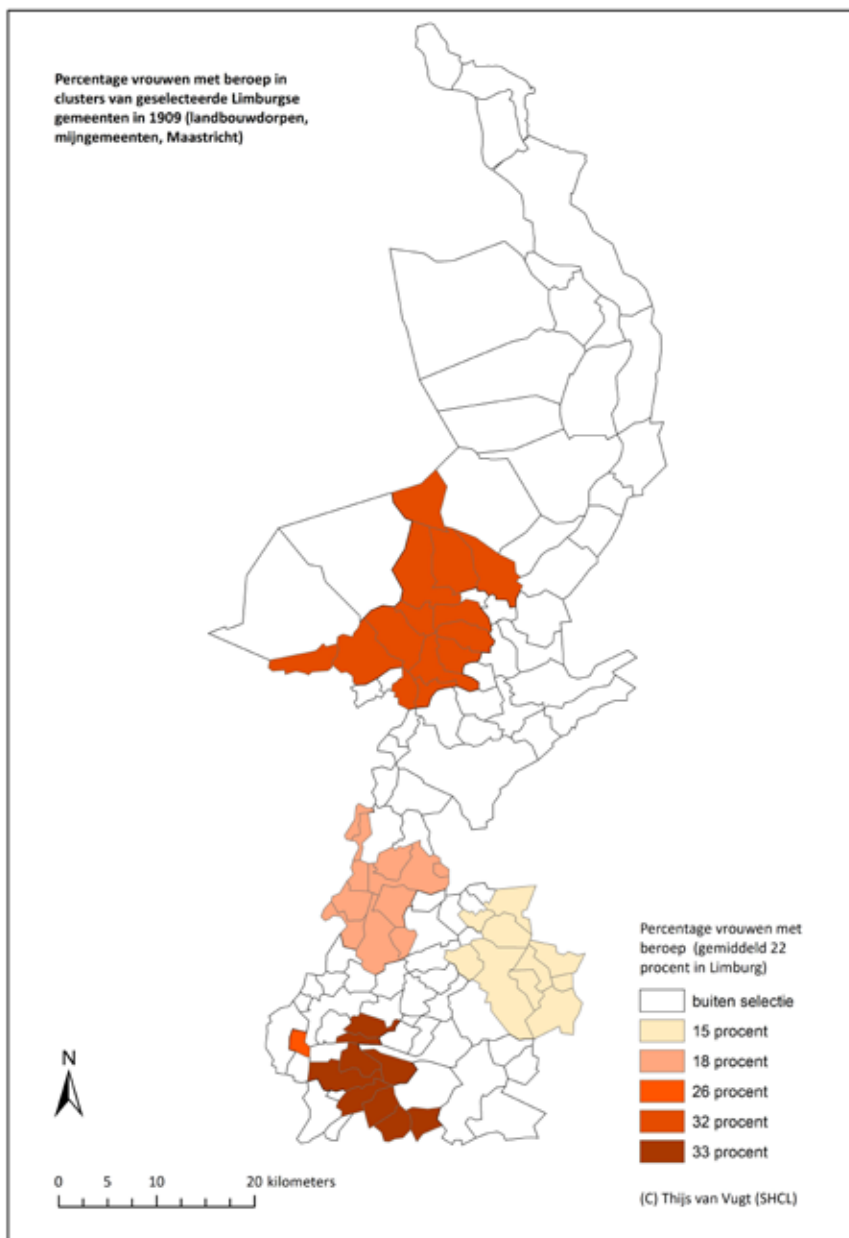 Percentage vrouwen met beroep in
clusters van geselecteerde Limburgse
gemeenten in 1909 (landbouwdorpen,
mijngemeenten, Maastricht)
Percentage vrouwen met
beroep (gemiddeld 22
procent in Limburg)
buiten selectie
15 procent
18 procent
26 procent
32 procent
33 procent
N
0 5 10 20 kilometers
(C) Thijs van Vugt (SHCL)